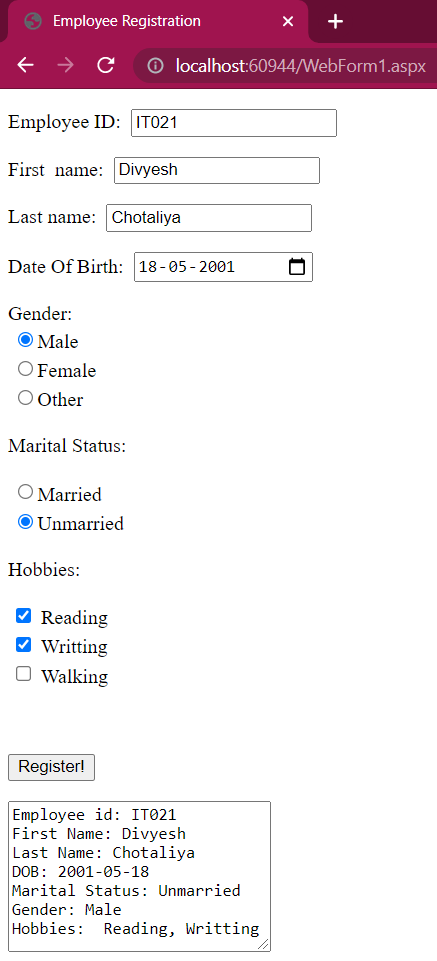 Employee Registration
localhost:60944/WebForm1.aspx
Employee ID: IT021
First name: Divyesh
Last name: Chotaliya
Date Of Birth: 18-05-2001
Gender:
Male
Female
Other
Marital Status:
Married
Unmarried
Hobbies:
Reading
Writting
Walking
Register!
Employee id: IT021
First Name: Divyesh
Last Name: Chotaliya
DOB: 2001-05-18
Marital Status: Unmarried
Gender: Male
Hobbies:  Reading, Writting